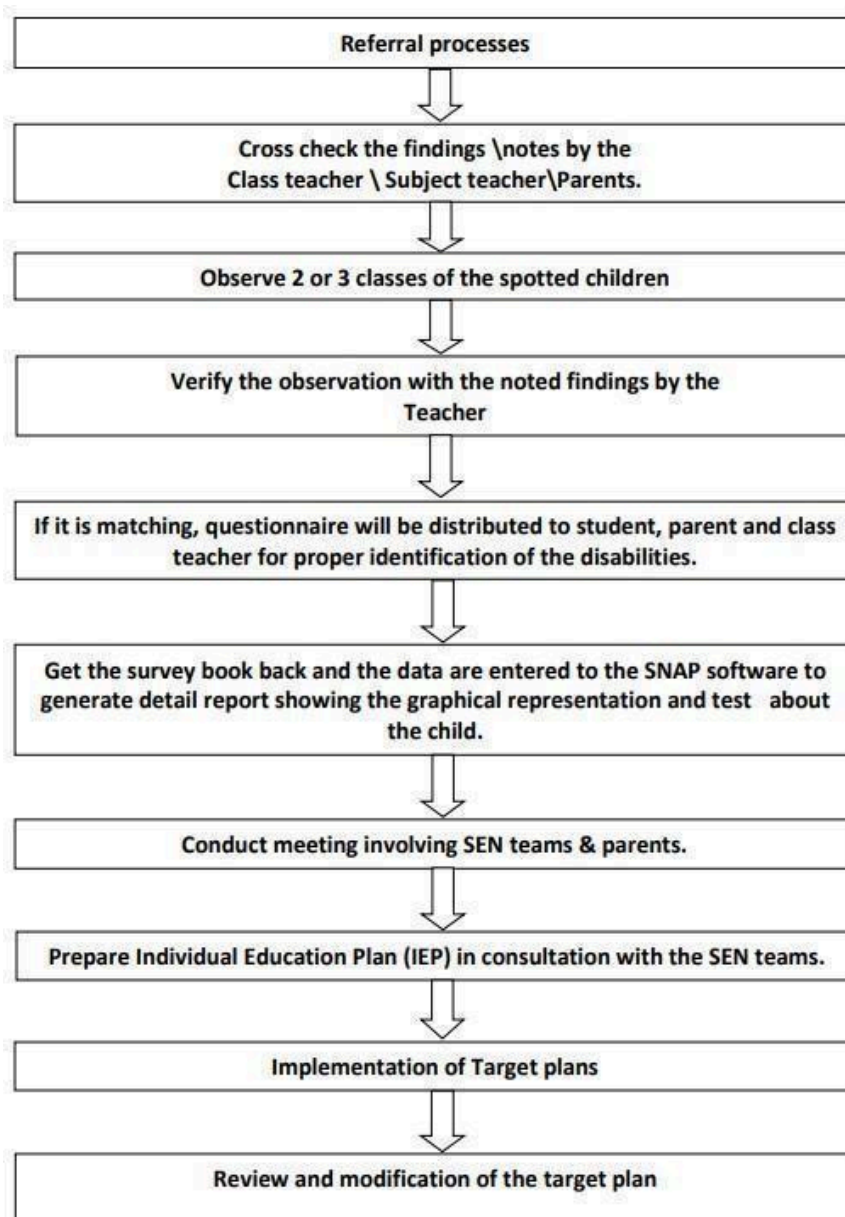 Referral processes
Cross check the findings \notes by the
Class teacher \ Subject teacher\Parents.
Observe 2 or 3 classes of the spotted children
Verify the observation with the noted findings by the
Teacher
If it is matching, questionnaire will be distributed to student, parent and class
teacher for proper identification of the disabilities.
Get the survey book back and the data are entered to the SNAP software to
generate detail report showing the graphical representation and test about
the child.
Conduct meeting involving SEN teams & parents.
Prepare Individual Education Plan (IEP) in consultation with the SEN teams.
Implementation of Target plans
Review and modification of the target plan